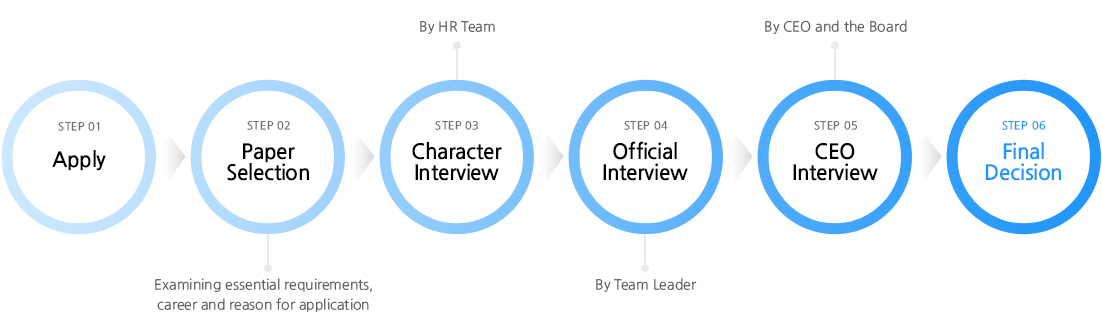 By HR Team
By CEO and the Board
STEP 01
Apply
STEP 02
Paper
Selection
STEP 03
Character
Interview
STEP 04
Official
Interview
STEP 05
CEO
Interview
STEP 06
Final
Decision
Examining essential requirements,
career and reason for application
By Team Leader